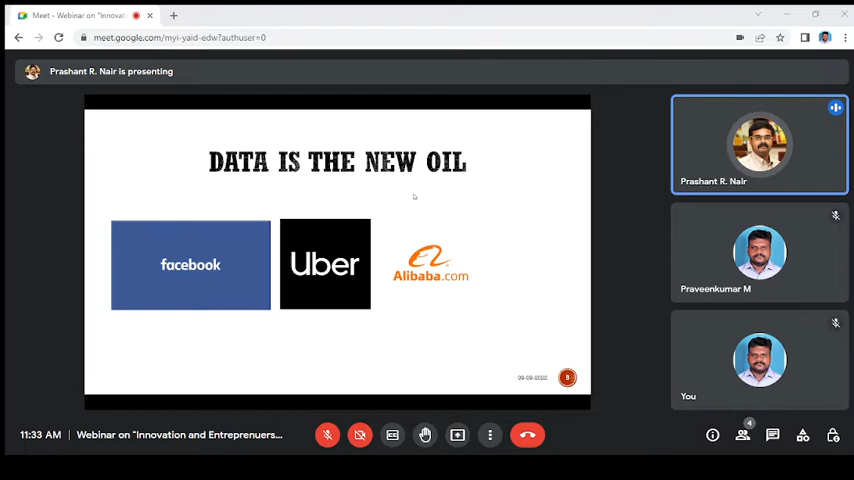 Meet - Webinar on "Innovat
meet.google.com/myi-yaid-edw?authuser=0
Prashant R. Nair is presenting
DATA IS THE NEW OIL
facebook
Uber
Alibaba.com
09-09-2022
9
Prashant R. Nair
Praveenkumar M
You
4
11:33 AM | Webinar on "Innovation and Entreprenuers...
CC